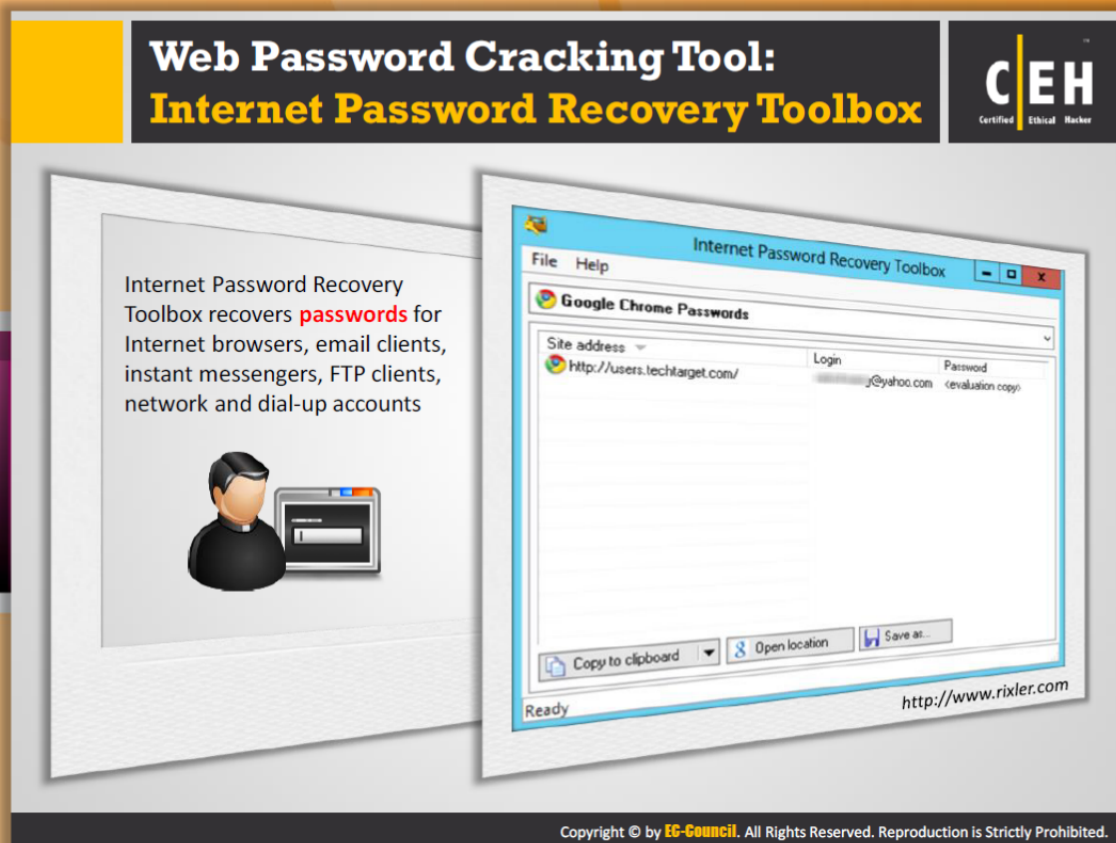 Web Password Cracking Tool:
Internet Password Recovery Toolbox
CEH
™
Certified Ethical Hacker
Internet Password Recovery
Toolbox recovers passwords for
Internet browsers, email clients,
instant messengers, FTP clients,
network and dial-up accounts
Internet Password Recovery Toolbox
File Help
Google Chrome Passwords
Site address Login Password
http://users.techtarget.com/ j@yahoo.com <evaluation copy>
Copy to clipboard Open location Save as...
Ready
http://www.rixler.com
Copyright © by EC-Council. All Rights Reserved. Reproduction is Strictly Prohibited.